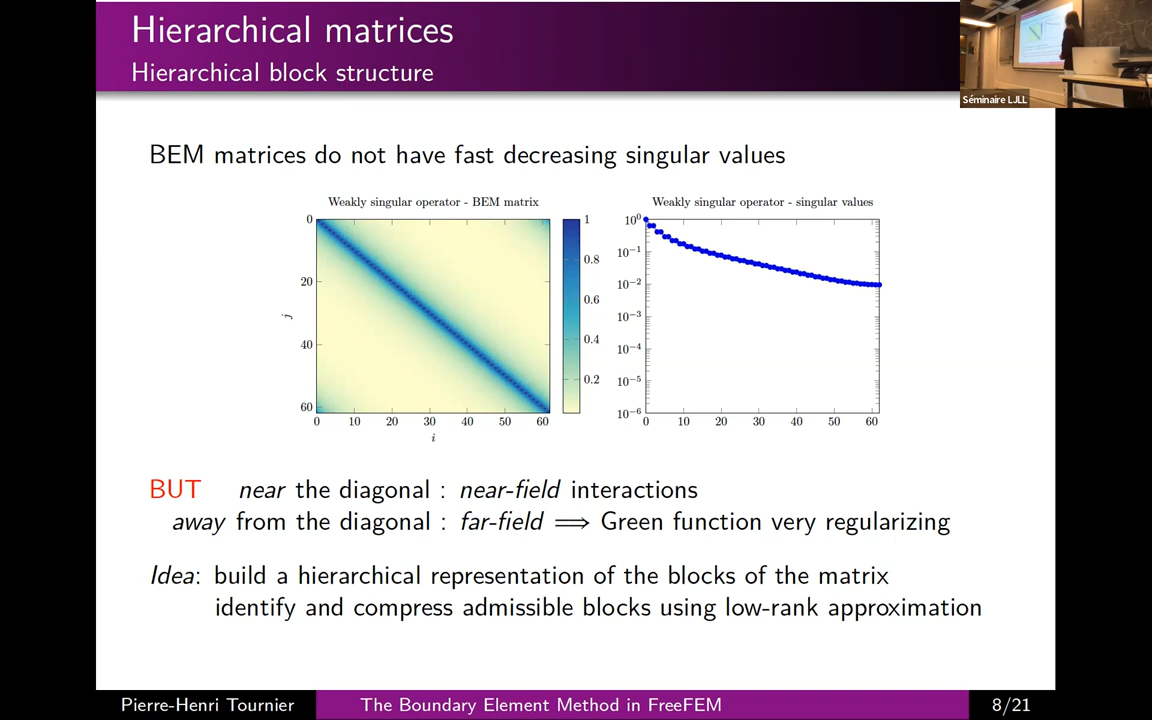 Hierarchical matrices
Hierarchical block structure
Séminaire LJLL
BEM matrices do not have fast decreasing singular values
Weakly singular operator - BEM matrix
0
20
40
60
j
0 10 20 30 40 50 60
i
1
0.8
0.6
0.4
0.2
Weakly singular operator - singular values
10^0
10^-1
10^-2
10^-3
10^-4
10^-5
10^-6
0 10 20 30 40 50 60
BUT near the diagonal : near-field interactions
away from the diagonal : far-field ⟹ Green function very regularizing
Idea: build a hierarchical representation of the blocks of the matrix
identify and compress admissible blocks using low-rank approximation
Pierre-Henri Tournier The Boundary Element Method in FreeFEM 8/21